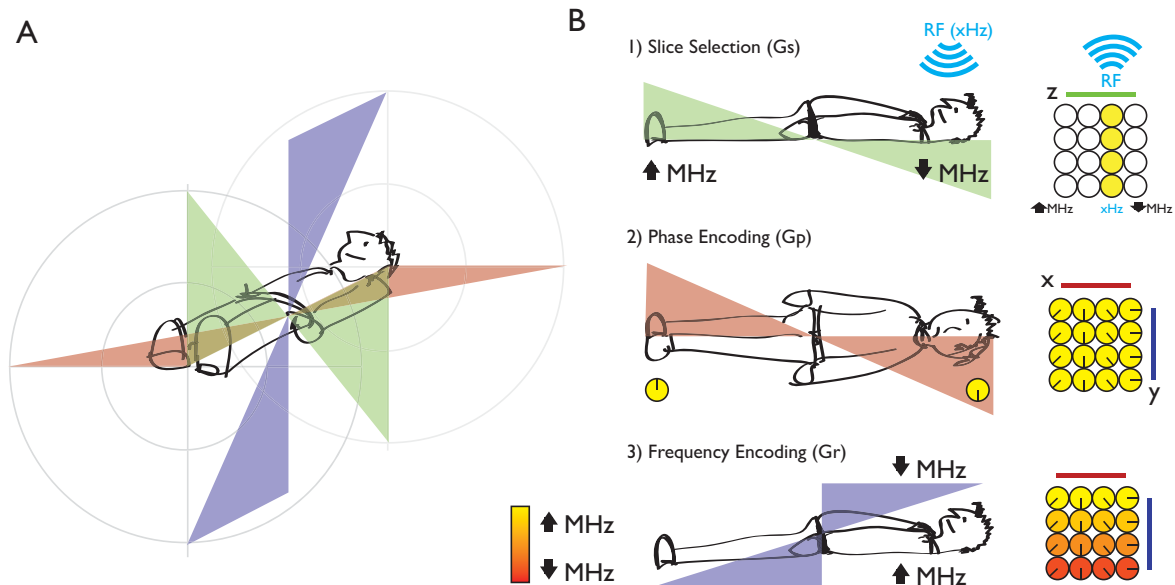 A
B
1) Slice Selection (Gs)
RF (xHz)
RF
z
MHz
MHz
MHz
xHz
MHz
2) Phase Encoding (Gp)
x
y
3) Frequency Encoding (Gr)
MHz
MHz
MHz
MHz